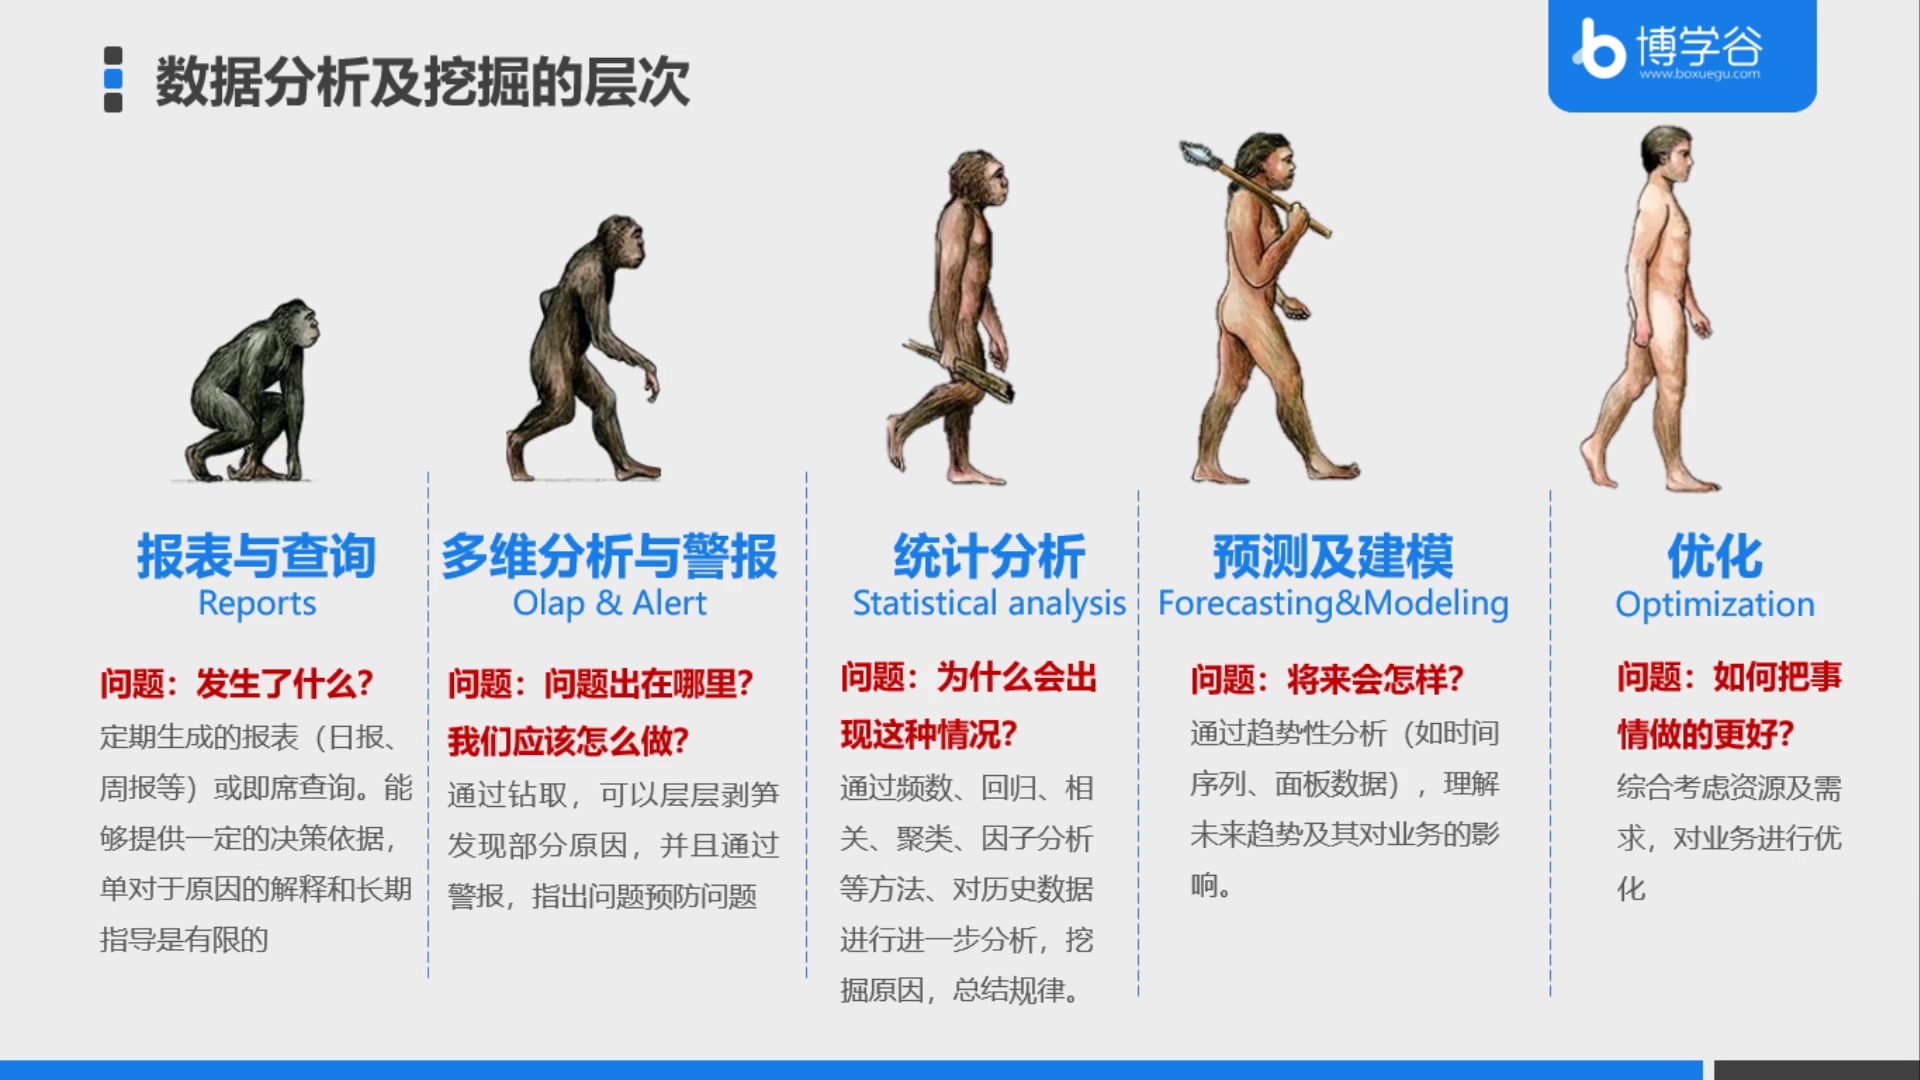 数据分析及挖掘的层次
博学谷
www.boxuegu.com
报表与查询
Reports
问题：发生了什么？
定期生成的报表（日报、
周报等）或即席查询。能
够提供一定的决策依据，
单对于原因的解释和长期
指导是有限的
多维分析与警报
Olap & Alert
问题：问题出在哪里？
我们应该怎么做？
通过钻取，可以层层剥笋
发现部分原因，并且通过
警报，指出问题预防问题
统计分析
Statistical analysis
问题：为什么会出
现这种情况？
通过频数、回归、相
关、聚类、因子分析
等方法、对历史数据
进行进一步分析，挖
掘原因，总结规律。
预测及建模
Forecasting&Modeling
问题：将来会怎样？
通过趋势性分析（如时间
序列、面板数据），理解
未来趋势及其对业务的影
响。
优化
Optimization
问题：如何把事
情做的更好？
综合考虑资源及需
求，对业务进行优
化